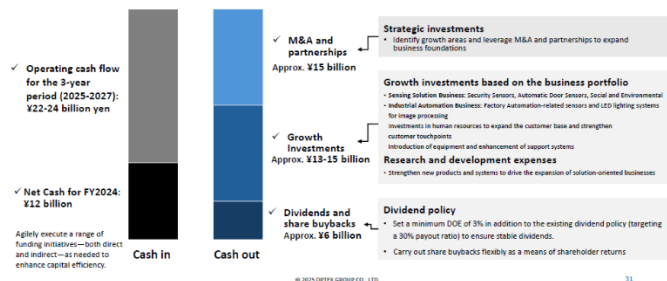 ✓ Operating cash flow
for the 3-year
period (2025-2027):
¥22-24 billion yen
✓ Net Cash for FY2024:
¥12 billion
Agilely execute a range of
funding initiatives—both direct
and indirect—as needed to
enhance capital efficiency.
Cash in
Cash out
✓ M&A and
partnerships
Approx. ¥15 billion
✓ Growth
Investments
Approx. ¥13-15 billion
✓ Dividends and
share buybacks
Approx. ¥6 billion
Strategic investments
• Identify growth areas and leverage M&A and partnerships to expand
business foundations
Growth investments based on the business portfolio
• Sensing Solution Business: Security Sensors, Automatic Door Sensors, Social and Environmental
• Industrial Automation Business: Factory Automation-related sensors and LED lighting systems
for image processing
Investments in human resources to expand the customer base and strengthen
customer touchpoints
Introduction of equipment and enhancement of support systems
Research and development expenses
• Strengthen new products and systems to drive the expansion of solution-oriented businesses
Dividend policy
• Set a minimum DOE of 3% in addition to the existing dividend policy (targeting
a 30% payout ratio) to ensure stable dividends.
• Carry out share buybacks flexibly as a means of shareholder returns
© 2025 OPTEX GROUP CO., LTD.
31